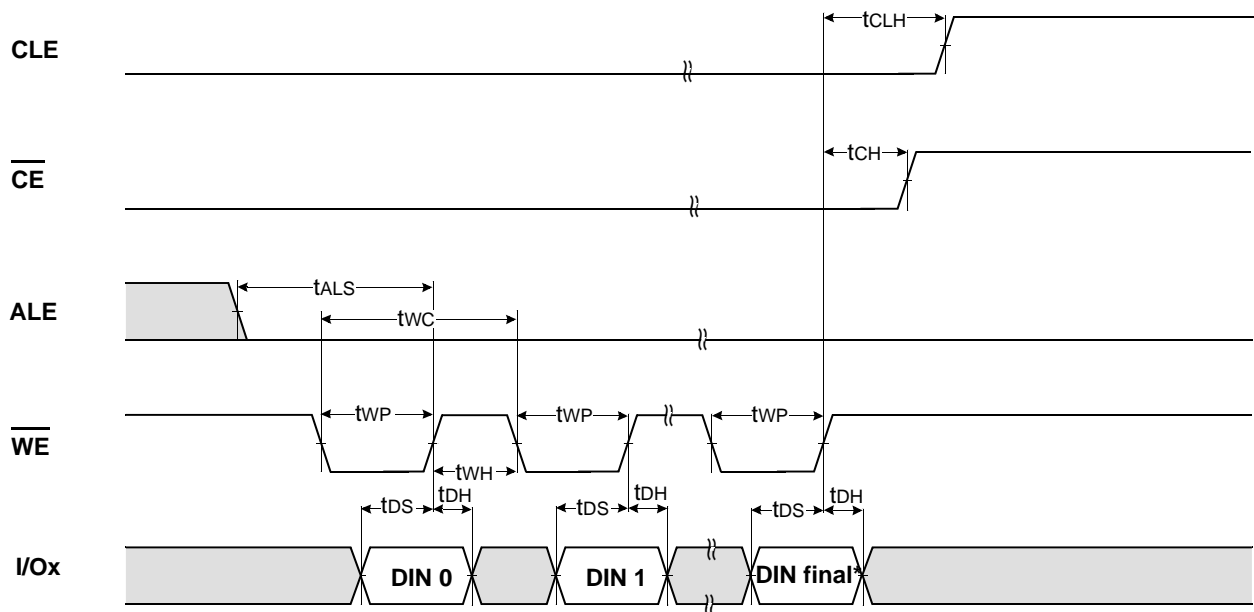 tCLH
CLE
tCH
CE
tALS
ALE
tWC
tWP tWP tWP
WE
tWH
tDS tDH tDS tDH tDS tDH
I/Ox
DIN 0 DIN 1 DIN final*